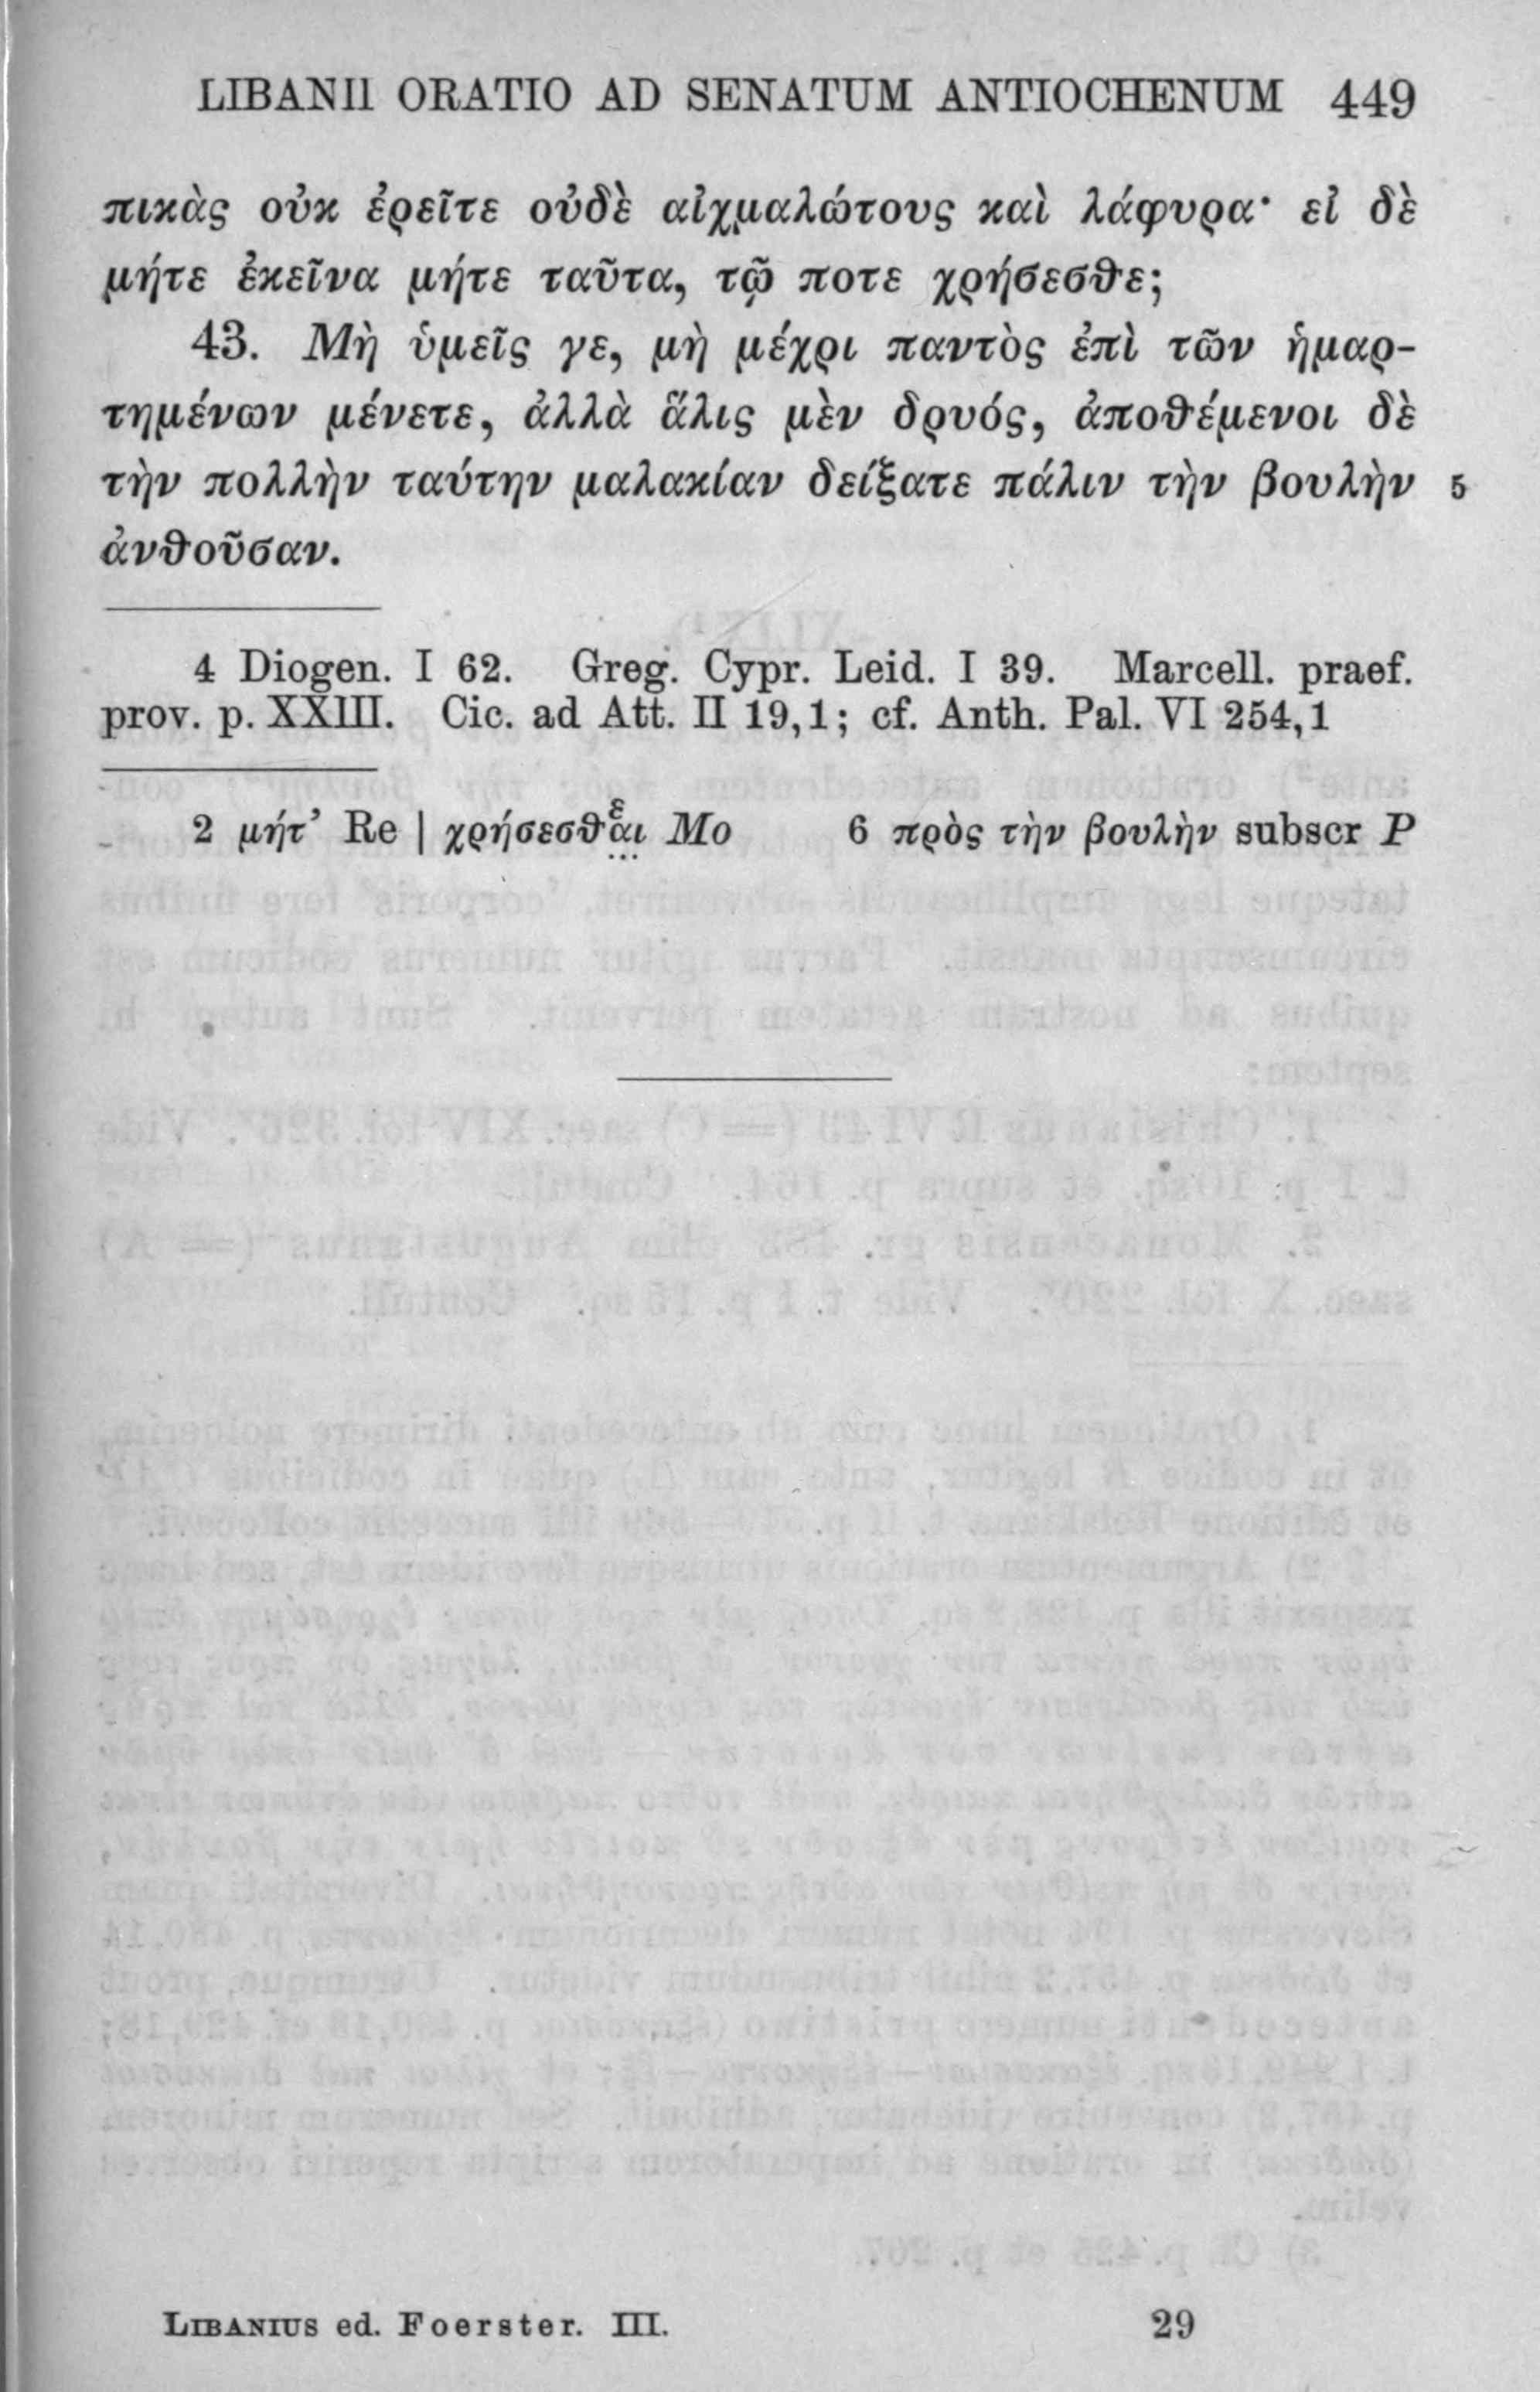 LIBANII ORATIO AD SENATUM ANTIOCHENUM 449
πικὰς οὐκ ἐρεῖτε οὐδὲ αἰχμαλώτους καὶ λάφυρα· εἰ δὲ
μήτε ἐκεῖνα μήτε ταῦτα, τῷ ποτε χρήσεσθε;
43. Μὴ ὑμεῖς γε, μὴ μέχρι παντὸς ἐπὶ τῶν ἡμαρ-
τημένων μένετε, ἀλλὰ ἅλις μὲν δρυός, ἀποθέμενοι δὲ
τὴν πολλὴν ταύτην μαλακίαν δείξατε πάλιν τὴν βουλὴν 5
ἀνθοῦσαν.
4 Diogen. I 62. Greg. Cypr. Leid. I 39. Marcell. praef.
prov. p. XXIII. Cic. ad Att. II 19,1; cf. Anth. Pal. VI 254,1
2 μήτ’ Re | χρήσεσθαι Mo 6 πρὸς τὴν βουλὴν subscr P
LIBANIUS ed. Foerster. III. 29